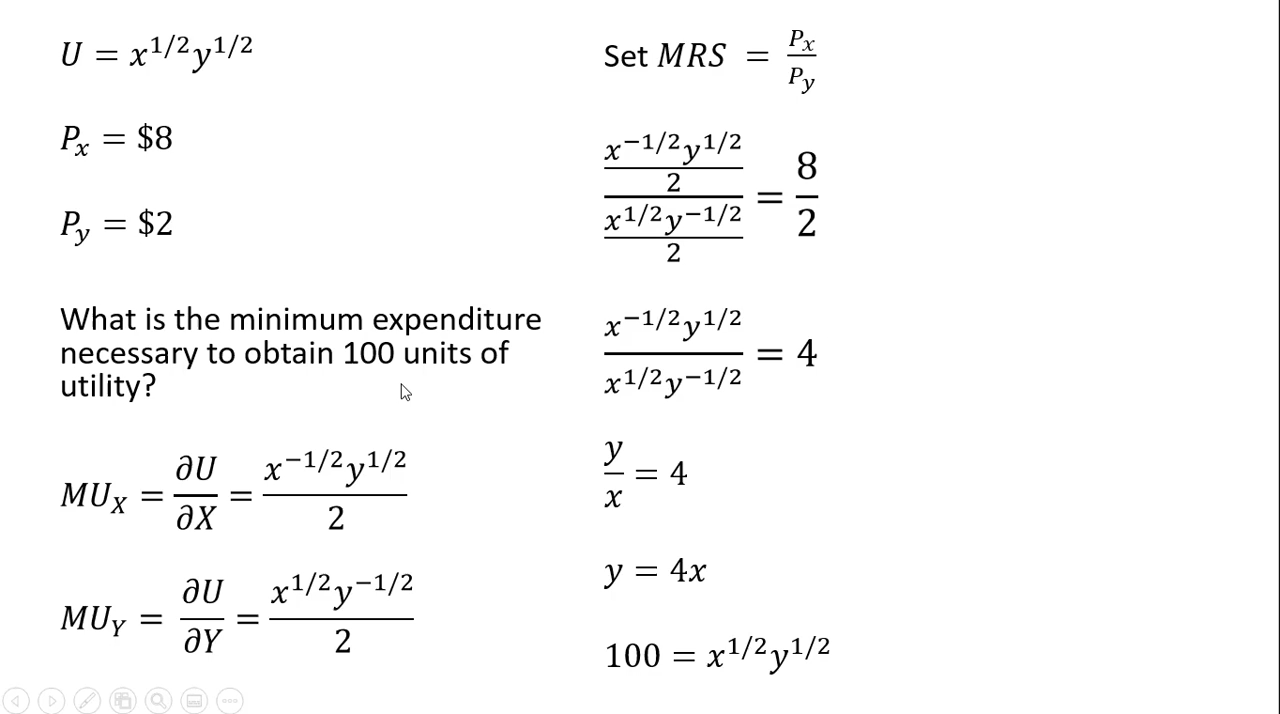 U = x^{1/2}y^{1/2}
P_x = $8
P_y = $2
What is the minimum expenditure
necessary to obtain 100 units of
utility?
MU_X = ∂U/∂X = x^{−1/2}y^{1/2}/2
MU_Y = ∂U/∂Y = x^{1/2}y^{−1/2}/2
Set MRS = P_x/P_y
(x^{−1/2}y^{1/2}/2)/(x^{1/2}y^{−1/2}/2) = 8/2
x^{−1/2}y^{1/2}/x^{1/2}y^{−1/2} = 4
y/x = 4
y = 4x
100 = x^{1/2}y^{1/2}